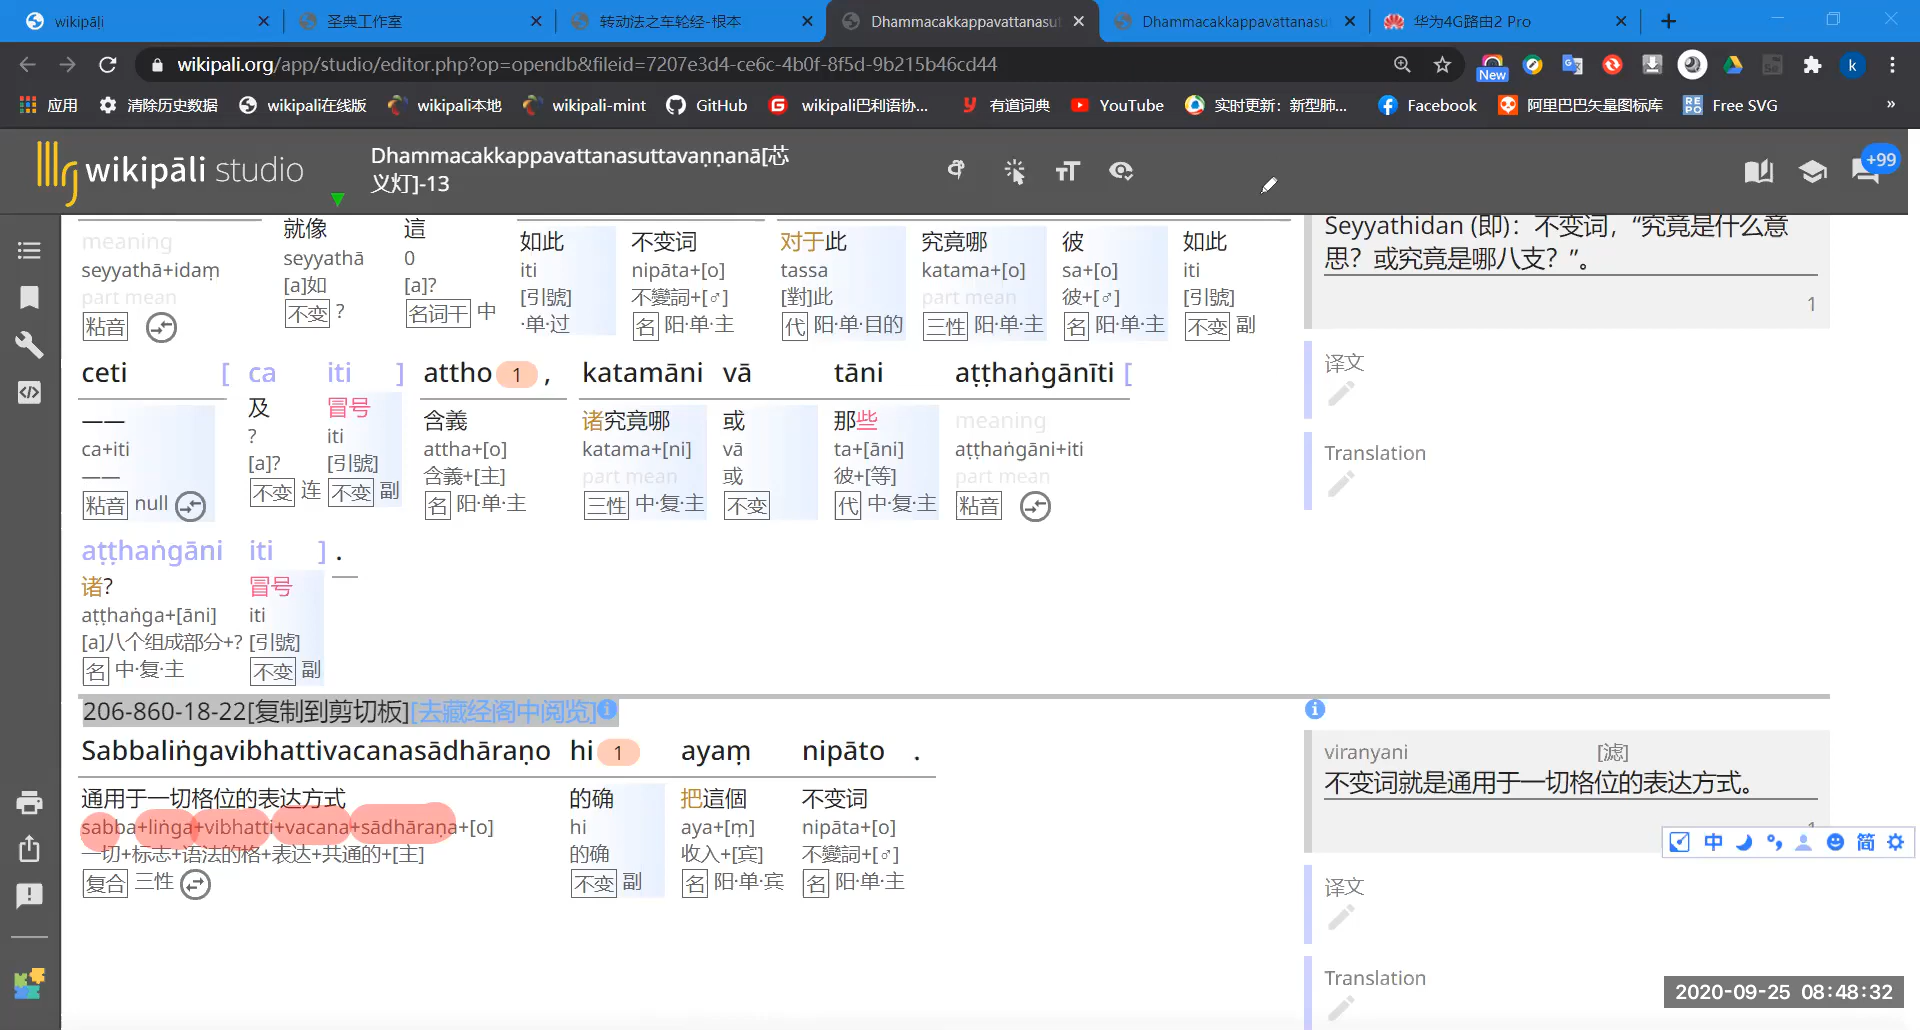 wikipāḷi
圣典工作室
转动法之车轮经-根本
Dhammacakkappavattanasut
Dhammacakkappavattanasut
华为4G路由2 Pro
wikipali.org/app/studio/editor.php?op=opendb&fileid=7207e3d4-ce6c-4b0f-8f5d-9b215b46cd44
New
k
应用
清除历史数据
wikipali在线版
wikipali本地
wikipali-mint
GitHub
wikipali巴利语协...
有道词典
YouTube
实时更新：新型肺...
Facebook
阿里巴巴矢量图标库
Free SVG
»
wikipāli studio
Dhammacakkappavattanasuttavaṇṇanā[芯
义灯]-13
+99
meaning
seyyathā+idaṃ
part mean
粘音
就像
seyyathā
[a]如
不变 ?
這
0
[a]?
名词干 中
如此
iti
[引號]
·单·过
不变词
nipāta+[o]
不變詞+[♂]
名 阳·单·主
对于此
tassa
[對]此
代 阳·单·目的
究竟哪
katama+[o]
part mean
三性 阳·单·主
彼
sa+[o]
彼+[♂]
名 阳·单·主
如此
iti
[引號]
不变 副
Seyyathidan (即)：不变词，“究竟是什么意
思？或究竟是哪八支？”。
1
ceti [ ca iti ] attho 1 , katamāni vā tāni aṭṭhaṅgānīti [
——
ca+iti
——
粘音 null
及
?
[a]?
不变 连
冒号
iti
[引號]
不变 副
含義
attha+[o]
含義+[主]
名 阳·单·主
诸究竟哪
katama+[ni]
part mean
三性 中·复·主
或
vā
或
不变
那些
ta+[āni]
彼+[等]
代 中·复·主
meaning
aṭṭhaṅgāni+iti
part mean
粘音
译文
Translation
aṭṭhaṅgāni iti ] .
诸?
aṭṭhaṅga+[āni]
[a]八个组成部分+?
名 中·复·主
冒号
iti
[引號]
不变 副
206-860-18-22[复制到剪切板][去藏经阁中阅览]
Sabbaliṅgavibhattivacanasādhāraṇo hi 1 ayaṃ nipāto .
通用于一切格位的表达方式
sabba+liṅga+vibhatti+vacana+sādhāraṇa+[o]
一切+标志+语法的格+表达+共通的+[主]
复合 三性
的确
hi
的确
不变 副
把這個
aya+[ṃ]
收入+[宾]
名 阳·单·宾
不变词
nipāta+[o]
不變詞+[♂]
名 阳·单·主
viranyani [滤]
不变词就是通用于一切格位的表达方式。
中
简
译文
Translation
2020-09-25 08:48:32